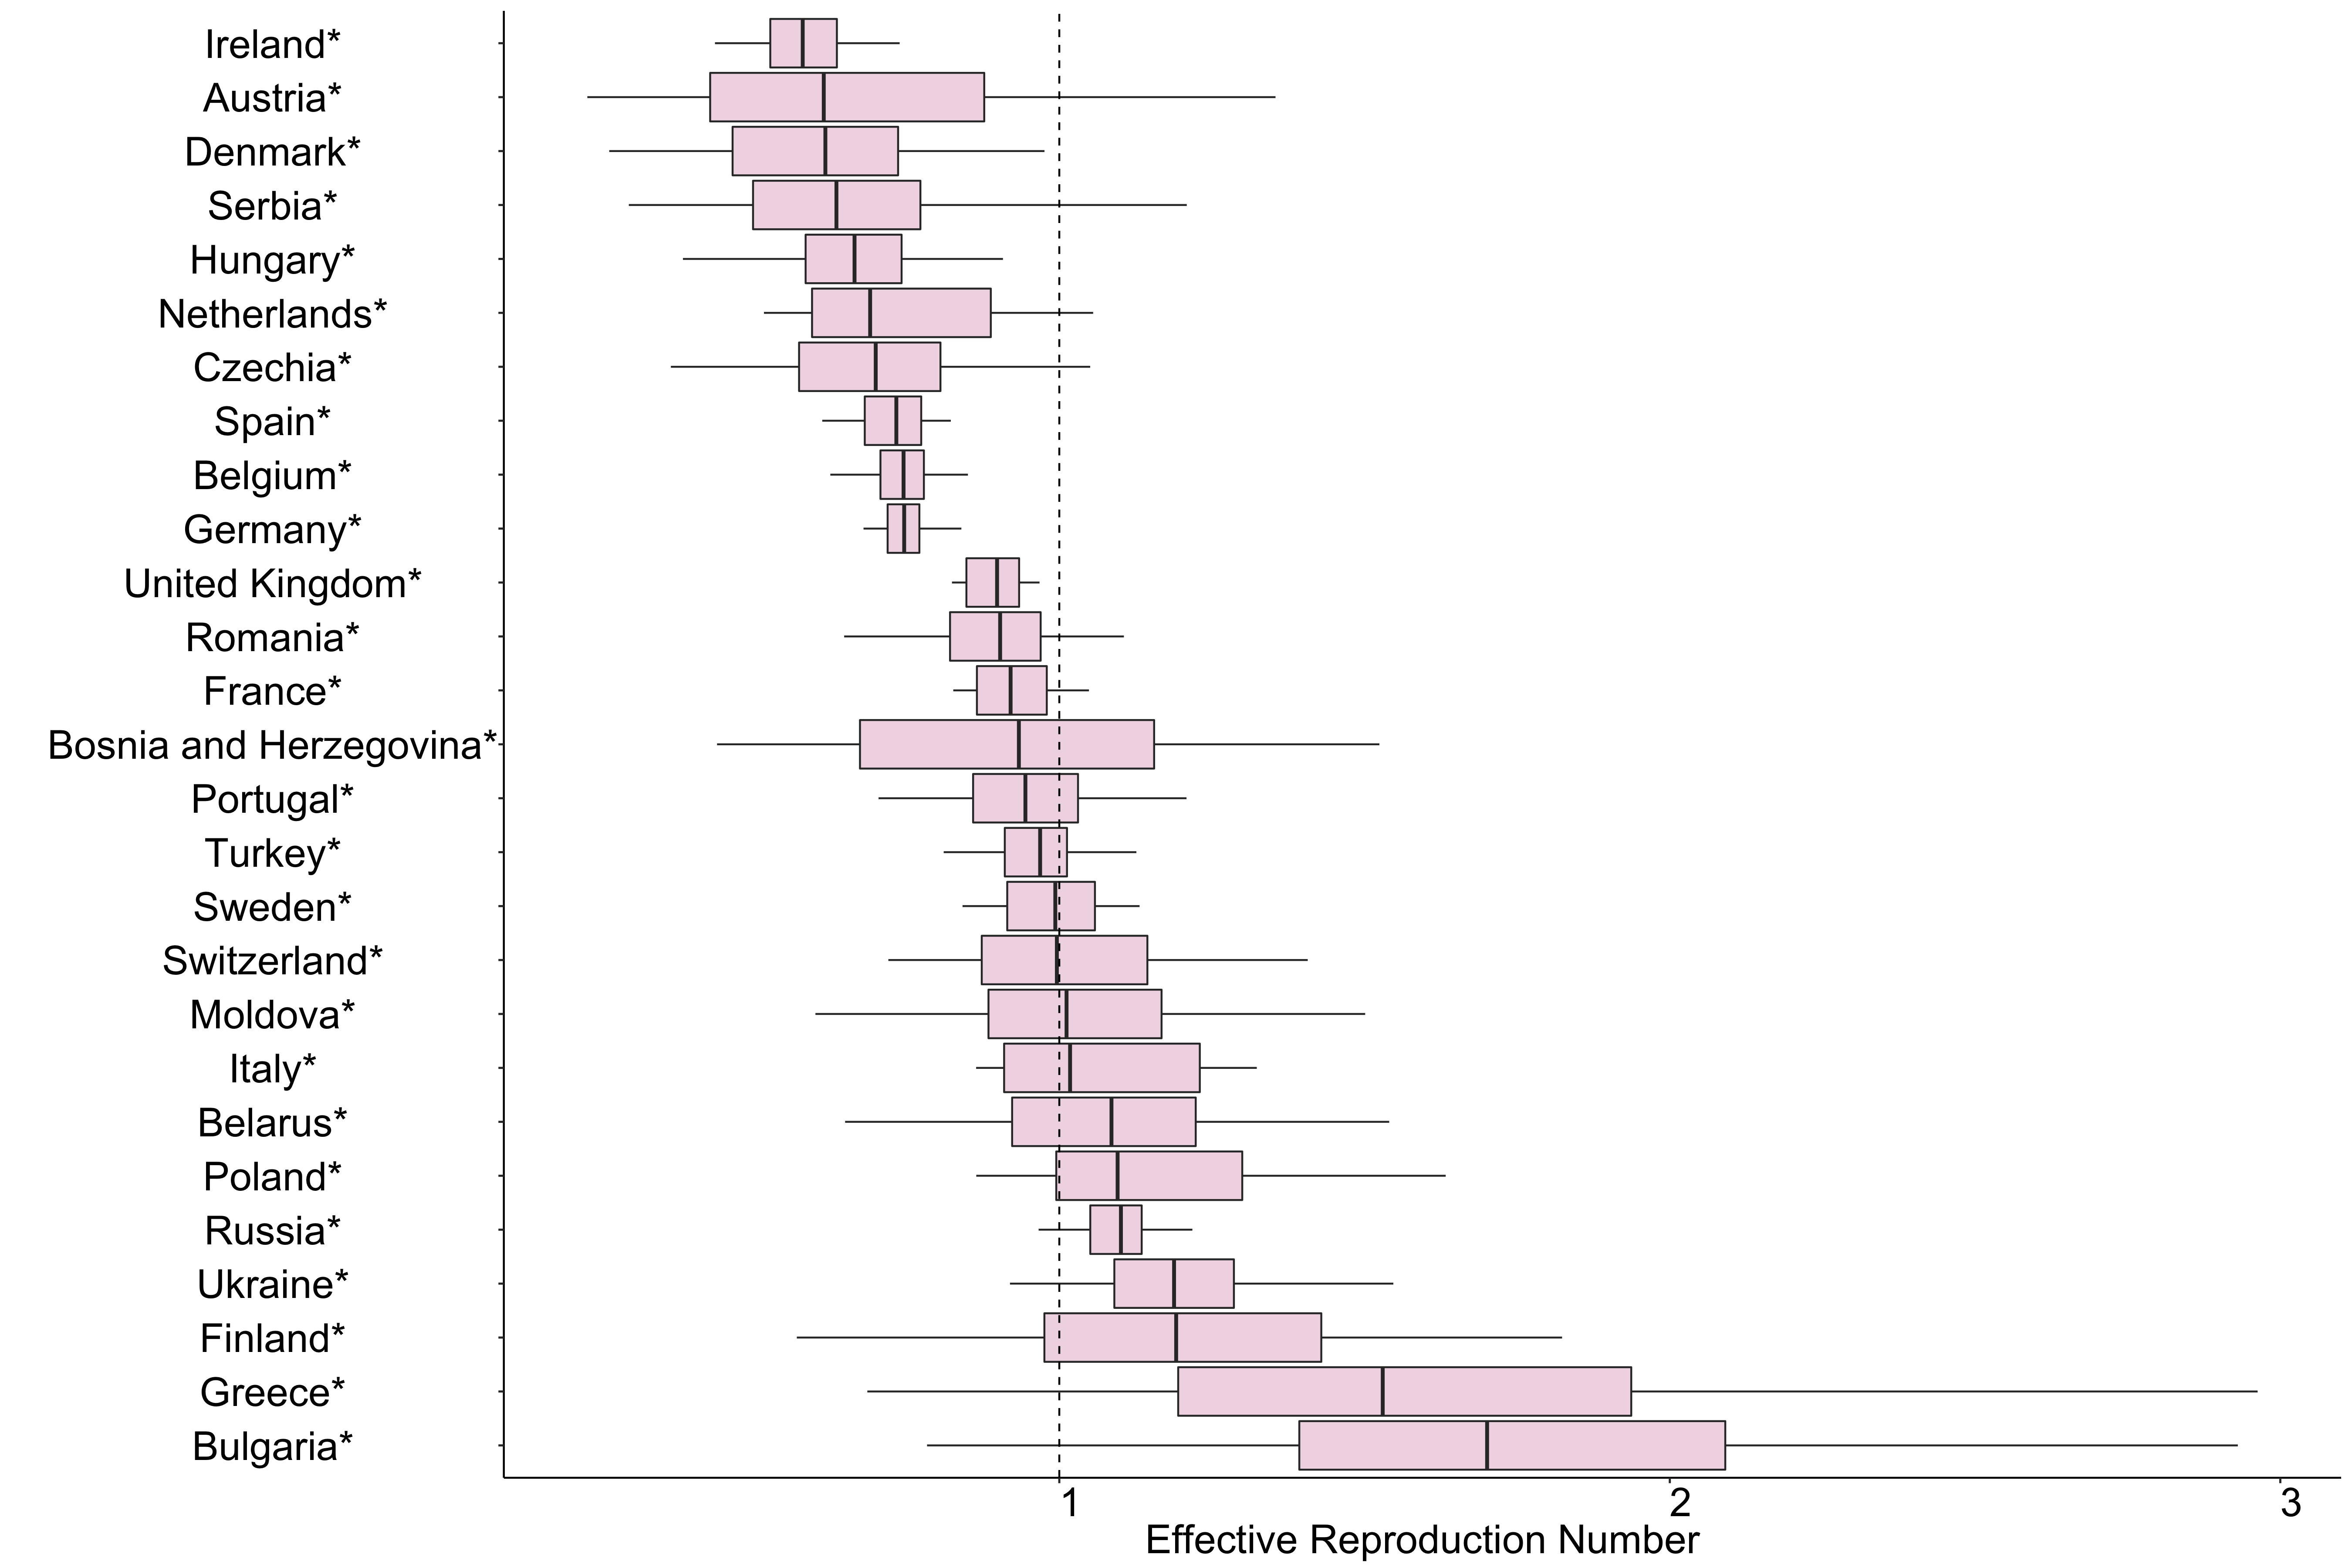 Ireland*
Austria*
Denmark*
Serbia*
Hungary*
Netherlands*
Czechia*
Spain*
Belgium*
Germany*
United Kingdom*
Romania*
France*
Bosnia and Herzegovina*
Portugal*
Turkey*
Sweden*
Switzerland*
Moldova*
Italy*
Belarus*
Poland*
Russia*
Ukraine*
Finland*
Greece*
Bulgaria*
1 2 3
Effective Reproduction Number